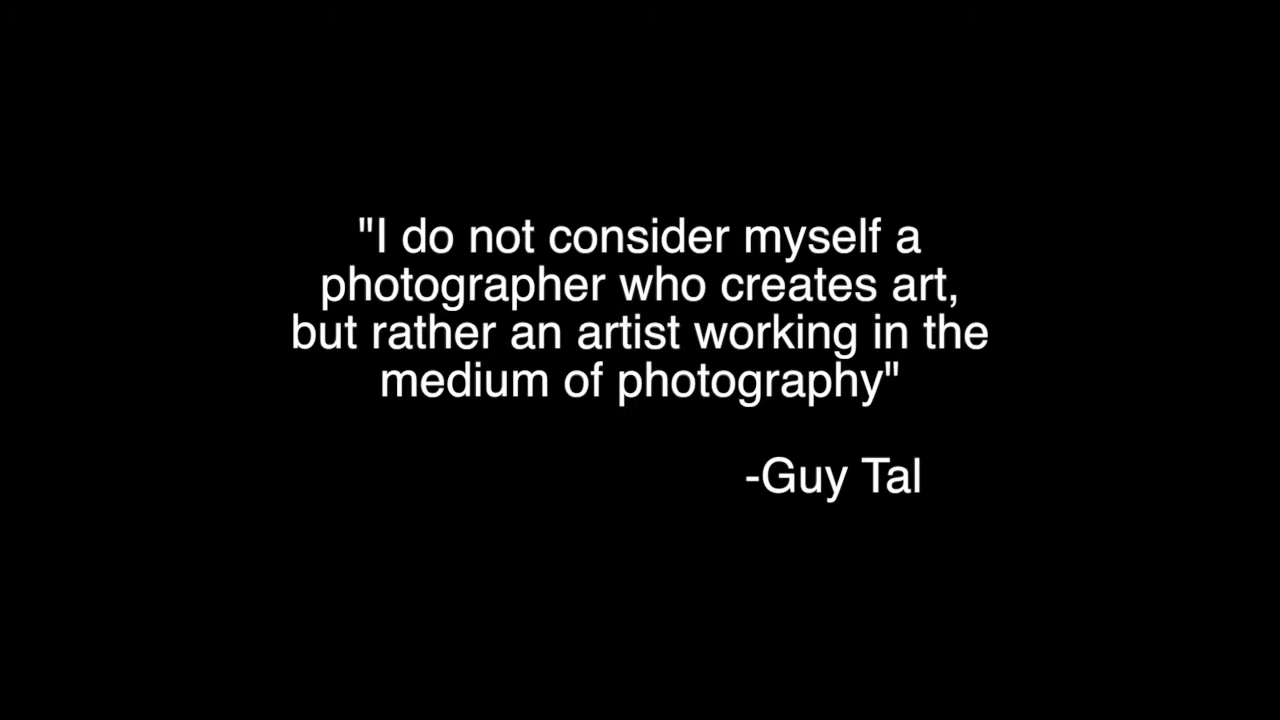 "I do not consider myself a
photographer who creates art,
but rather an artist working in the
medium of photography"
-Guy Tal